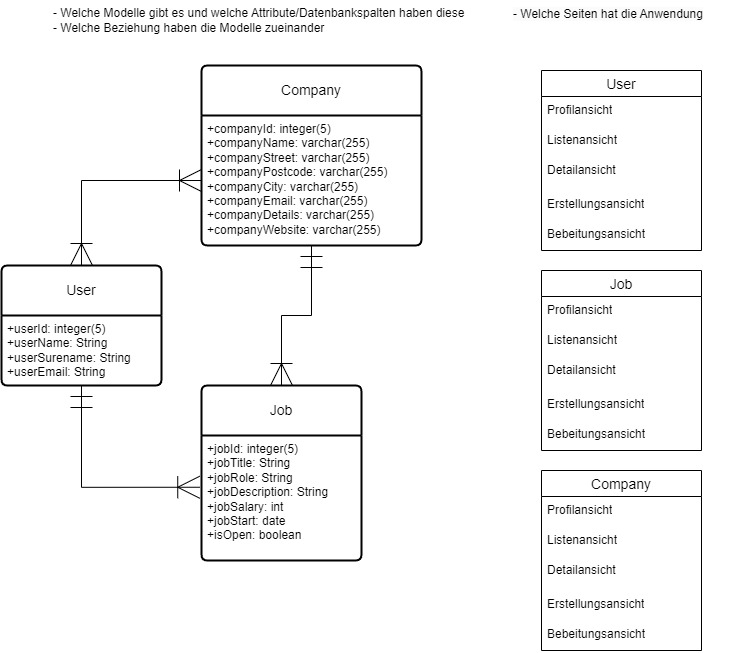 - Welche Modelle gibt es und welche Attribute/Datenbankspalten haben diese
- Welche Beziehung haben die Modelle zueinander
- Welche Seiten hat die Anwendung
Company
+companyId: integer(5)
+companyName: varchar(255)
+companyStreet: varchar(255)
+companyPostcode: varchar(255)
+companyCity: varchar(255)
+companyEmail: varchar(255)
+companyDetails: varchar(255)
+companyWebsite: varchar(255)
User
+userId: integer(5)
+userName: String
+userSurename: String
+userEmail: String
Job
+jobId: integer(5)
+jobTitle: String
+jobRole: String
+jobDescription: String
+jobSalary: int
+jobStart: date
+isOpen: boolean
User
Profilansicht
Listenansicht
Detailansicht
Erstellungsansicht
Bebeitungsansicht
Job
Profilansicht
Listenansicht
Detailansicht
Erstellungsansicht
Bebeitungsansicht
Company
Profilansicht
Listenansicht
Detailansicht
Erstellungsansicht
Bebeitungsansicht